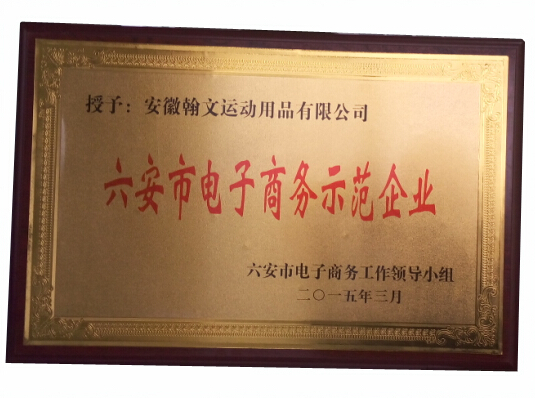 授予：安徽翰文运动用品有限公司
六安市电子商务示范企业
六安市电子商务工作领导小组
二〇一五年三月